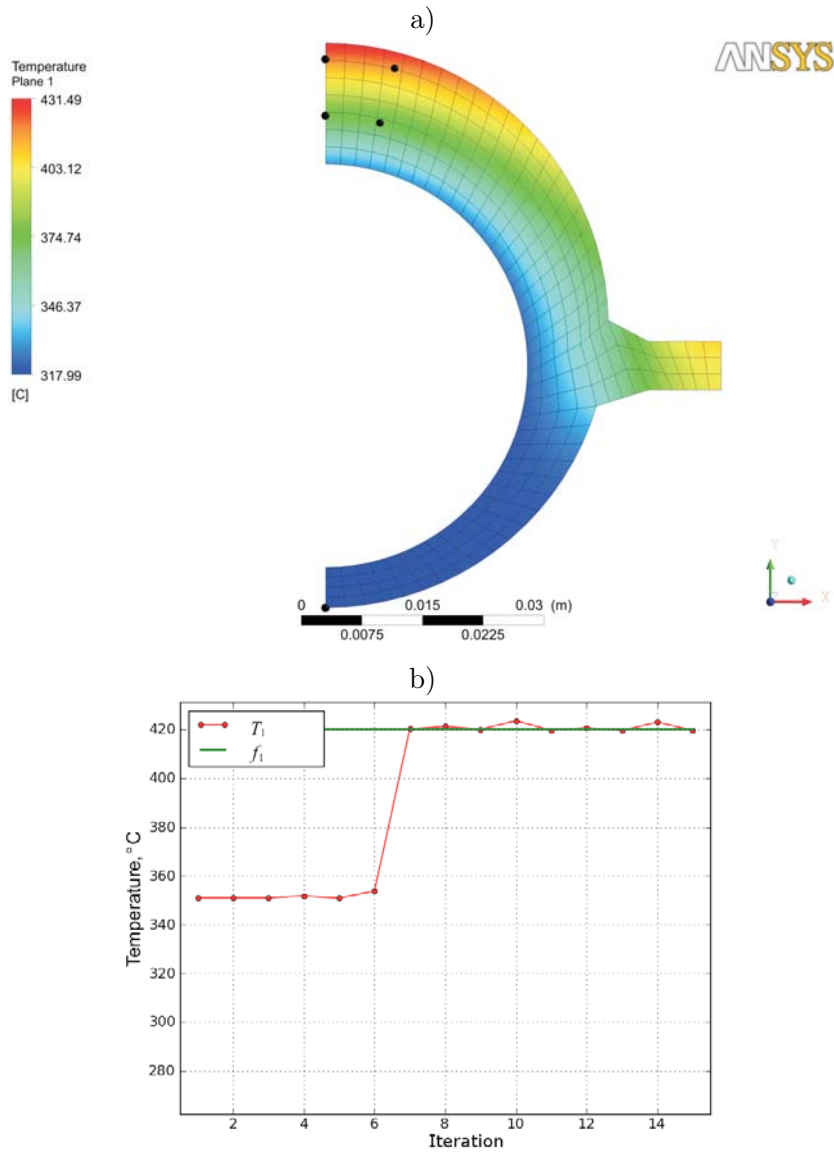 a)
ANSYS
Temperature
Plane 1
431.49
403.12
374.74
346.37
317.99
[C]
0 0.015 0.03 (m)
0.0075 0.0225
Y
X
b)
T1
f1
420
400
380
360
340
320
300
280
Temperature, °C
2 4 6 8 10 12 14
Iteration